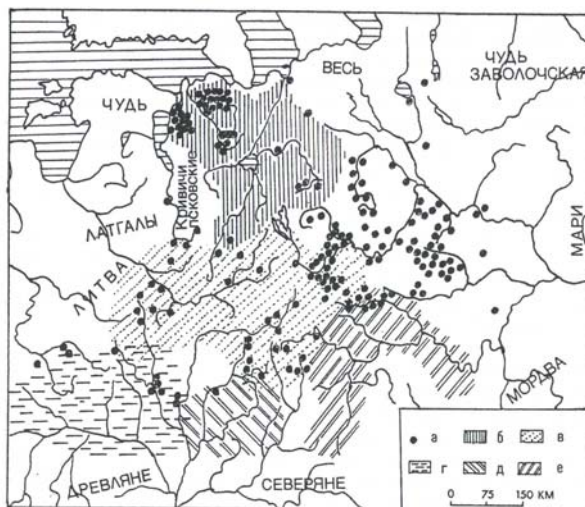 ВЕСЬ
ЧУДЬ
ЗАВОЛОЧСКАЯ
ЧУДЬ
Кривичи
псковские
ЛАТГАЛЫ
МАРИ
ЛИТВА
МОРДВА
ДРЕВЛЯНЕ
СЕВЕРЯНЕ
а б в
г д е
0 75 150 КМ